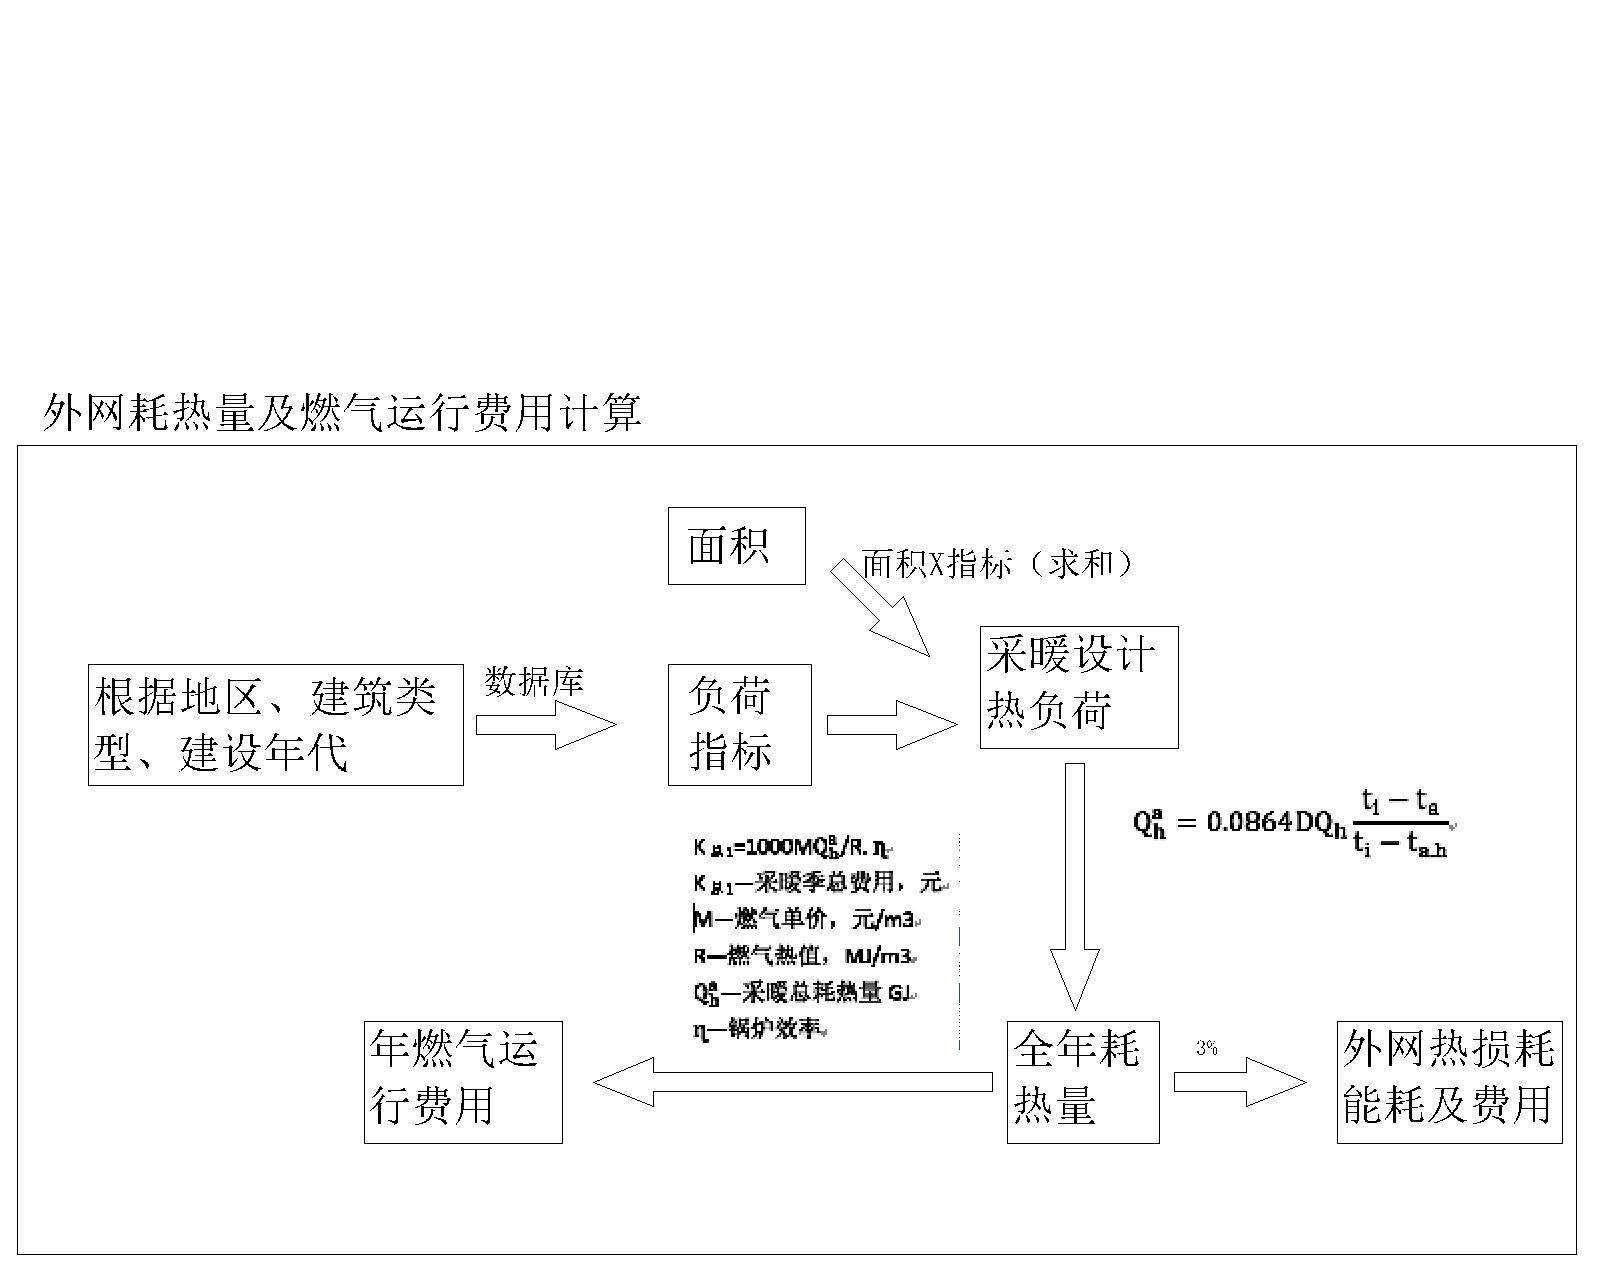 外网耗热量及燃气运行费用计算
面积
面积X指标（求和）
采暖设计
热负荷
根据地区、建筑类
型、建设年代
数据库
负荷
指标
Qₕᵃ = 0.0864DQₕ (tᵢ − tₐ)/(tᵢ − tₐ.ₕ)
=1000MQₕᵃ/R.η
—采暖季总费用，元
M—燃气单价，元/m3
R—燃气热值，MJ/m3
Qₕᵃ—采暖总耗热量 GJ
η—锅炉效率
年燃气运
行费用
全年耗
热量
3%
外网热损耗
能耗及费用